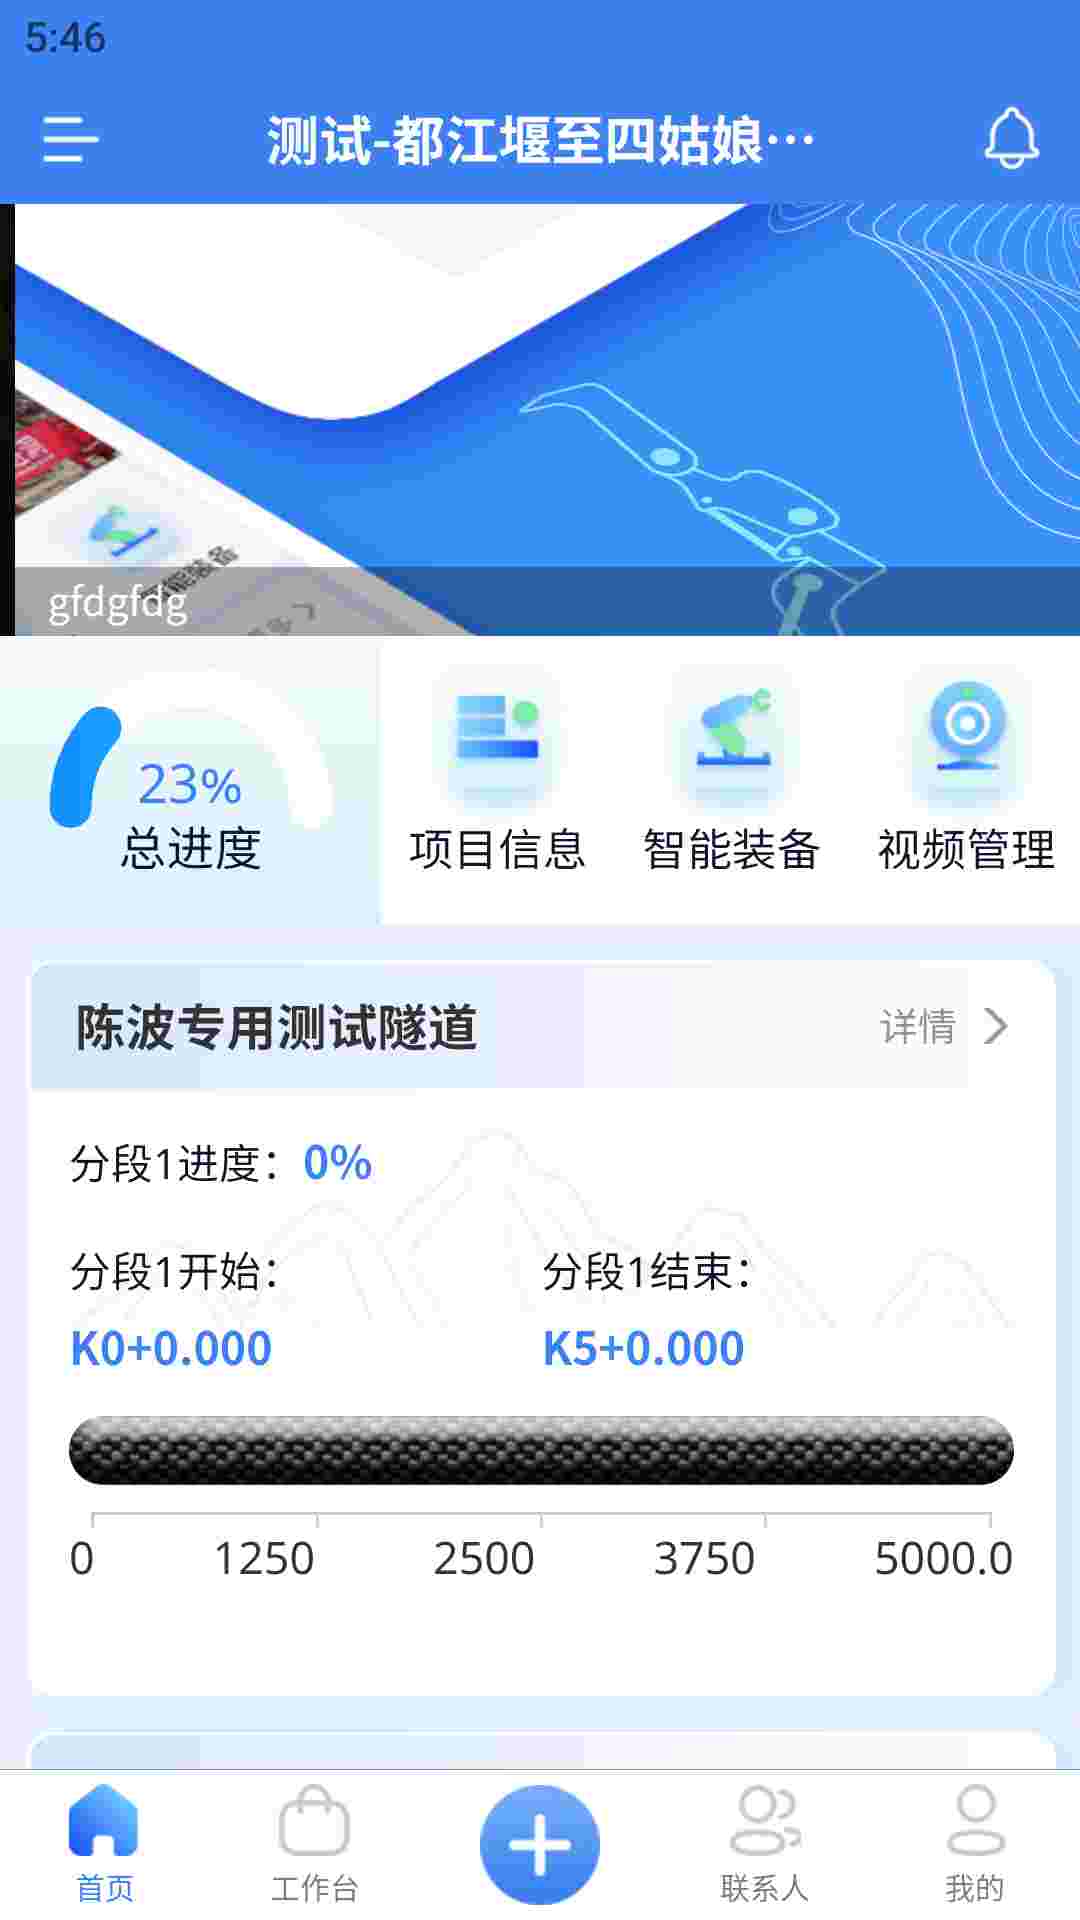 5:46
测试-都江堰至四姑娘···
gfdgfdg
23%
总进度
项目信息
智能装备
视频管理
陈波专用测试隧道
详情
分段1进度：0%
分段1开始：
分段1结束：
K0+0.000
K5+0.000
0 1250 2500 3750 5000.0
首页
工作台
联系人
我的